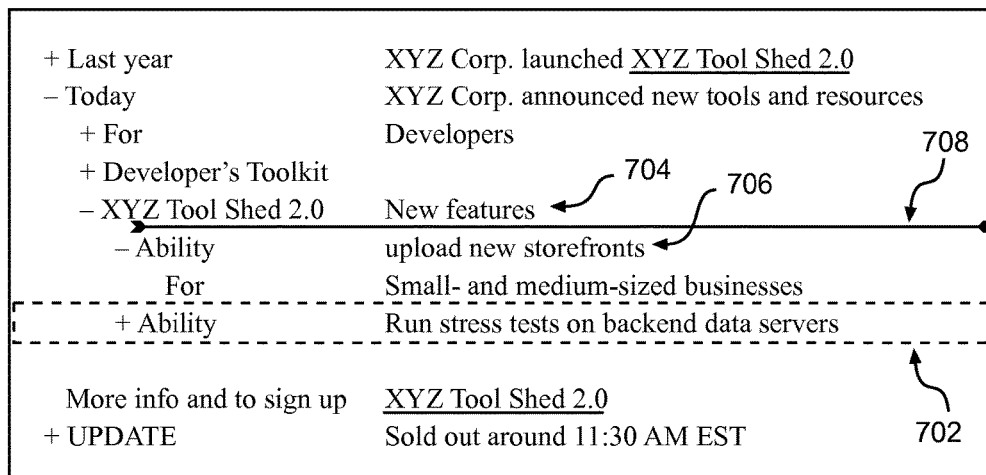 + Last year XYZ Corp. launched XYZ Tool Shed 2.0
– Today XYZ Corp. announced new tools and resources
+ For Developers
+ Developer's Toolkit
704
706
708
– XYZ Tool Shed 2.0 New features
– Ability upload new storefronts
For Small- and medium-sized businesses
+ Ability Run stress tests on backend data servers
More info and to sign up XYZ Tool Shed 2.0
+ UPDATE Sold out around 11:30 AM EST
702